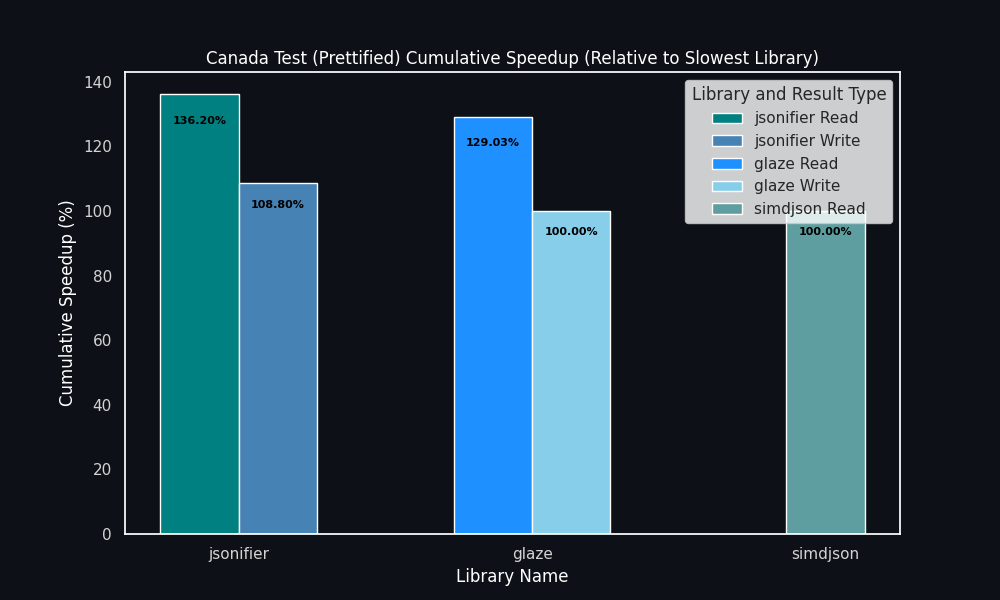 Canada Test (Prettified) Cumulative Speedup (Relative to Slowest Library)
Cumulative Speedup (%)
140
120
100
80
60
40
20
0
136.20%
108.80%
129.03%
100.00%
100.00%
Library and Result Type
jsonifier Read
jsonifier Write
glaze Read
glaze Write
simdjson Read
jsonifier
glaze
simdjson
Library Name